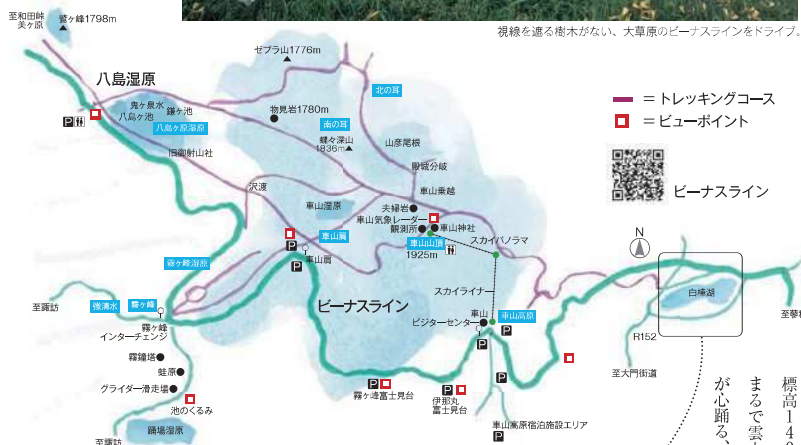 視線を遮る樹木がない、大草原のビーナスラインをドライブ。
至和田峠
美ヶ原
鷲ヶ峰1798m
ゼブラ山1776m
八島湿原
鬼ヶ泉水
鎌ヶ池
八島ヶ池
八島ヶ原湿原
P
旧御射山社
物見岩1780m
北の耳
南の耳
蝶々深山
1836m
山彦尾根
殿城分岐
車山乗越
沢渡
車山湿原
夫婦岩
車山気象レーダー
観測所
車山神社
車山山頂
1925m
スカイパノラマ
車山肩
P
車山肩
P
霧ヶ峰湿原
ビーナスライン
スカイライナー
至諏訪
強清水
霧ヶ峰
霧ヶ峰
インターチェンジ
車山
ビジターセンター
車山高原
P
P
霧鐘塔
蛙原
グライダー滑走場
池のくるみ
踊場湿原
至諏訪
P
霧ヶ峰富士見台
P
伊那丸
富士見台
P
車山高原宿泊施設エリア
P
= トレッキングコース
= ビューポイント
ビーナスライン
N
白樺湖
R152
至大門街道
至蓼
標高14
まるで雲
が心踊る、